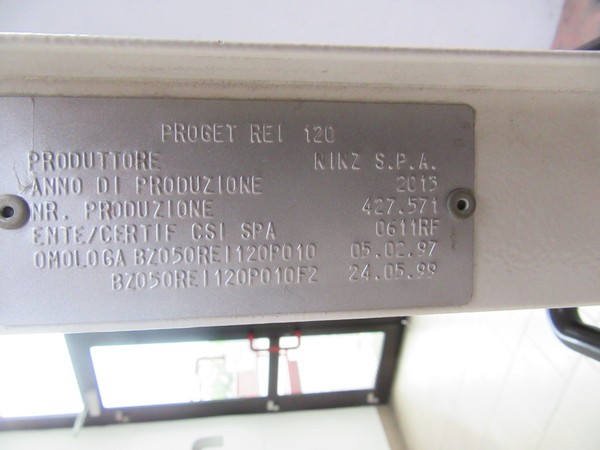 PROGET REI 120
PRODUTTORE NINZ S.P.A.
ANNO DI PRODUZIONE 2015
NR. PRODUZIONE 427.571
ENTE/CERTIF CSI SPA 0611RF
OMOLOGA BZ050REI120P010 05.02.97
BZ050REI120P010F2 24.05.99